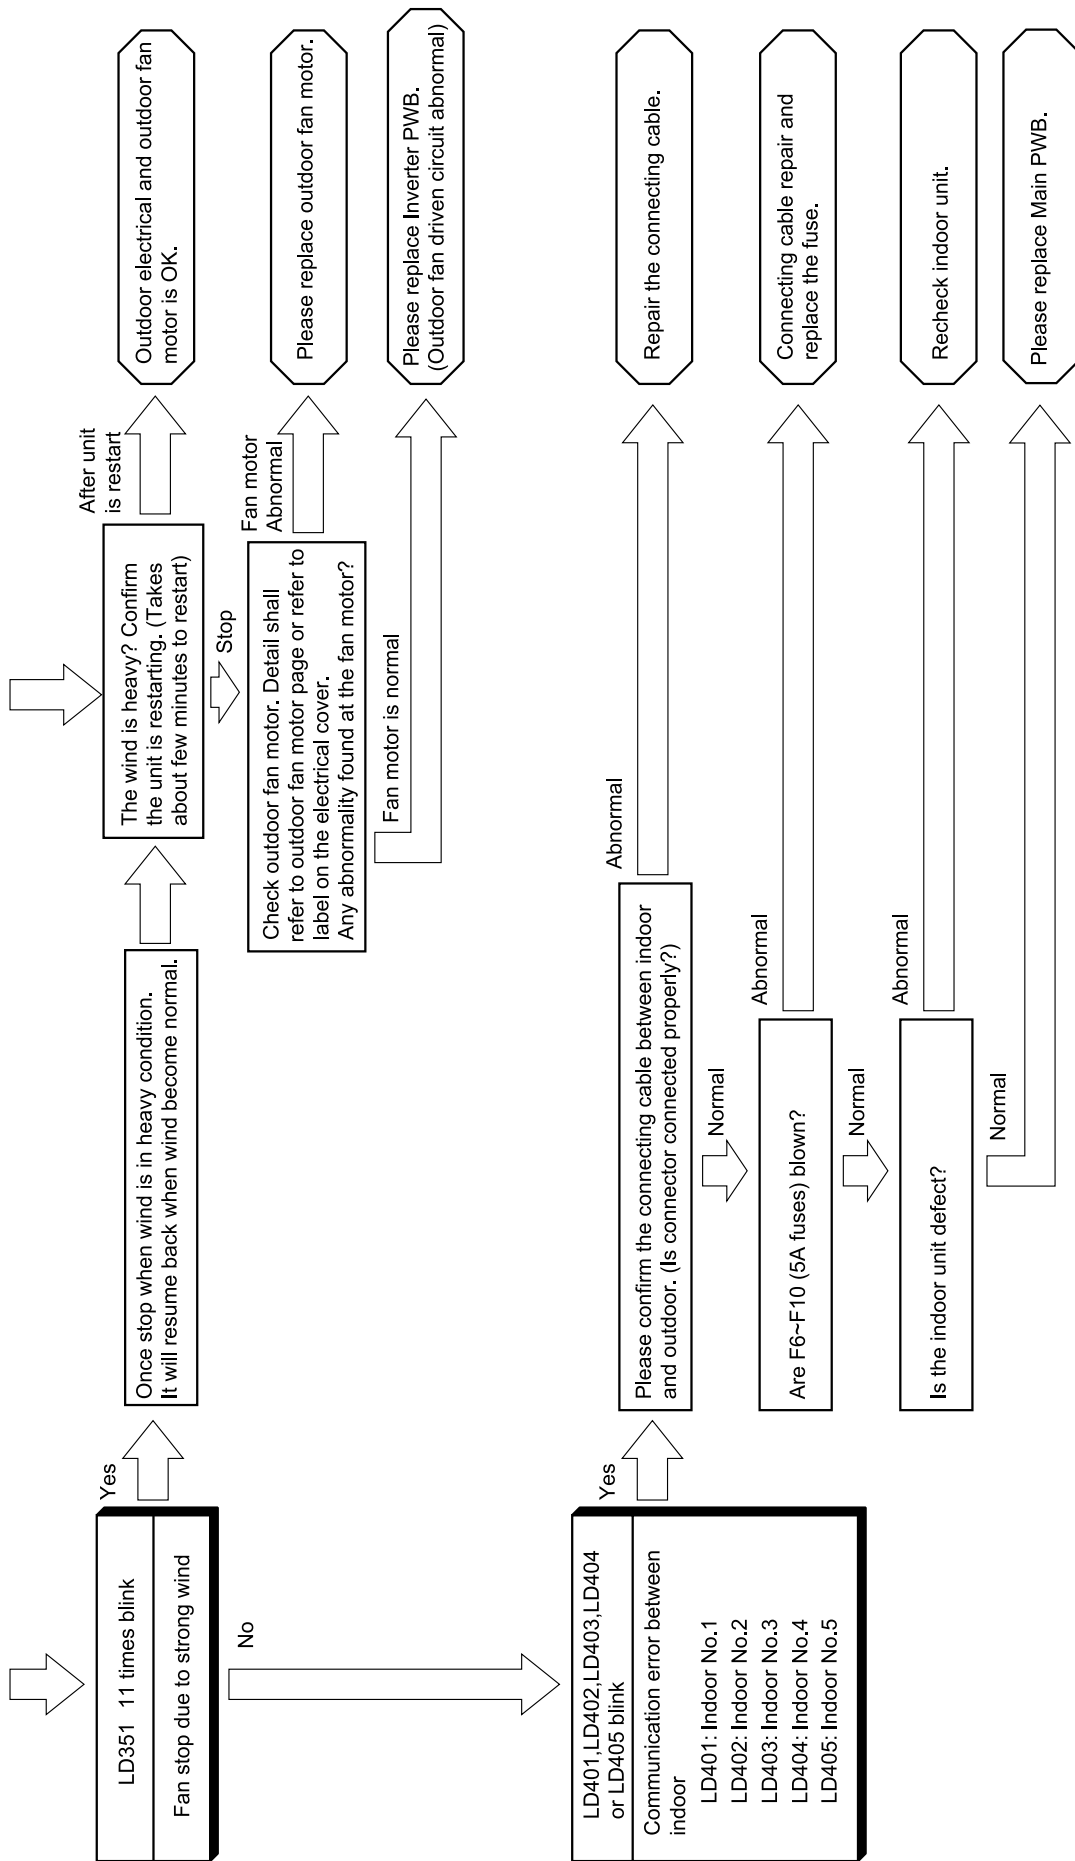 LD351 11 times blink
Fan stop due to strong wind
Yes
Once stop when wind is in heavy condition.
It will resume back when wind become normal.
The wind is heavy? Confirm
the unit is restarting. (Takes
about few minutes to restart)
After unit
is restart
Outdoor electrical and outdoor fan
motor is OK.
Stop
Check outdoor fan motor. Detail shall
refer to outdoor fan motor page or refer to
label on the electrical cover.
Any abnormality found at the fan motor?
Fan motor
Abnormal
Please replace outdoor fan motor.
Fan motor is normal
Please replace Inverter PWB.
(Outdoor fan driven circuit abnormal)
No
LD401,LD402,LD403,LD404
or LD405 blink
Communication error between
indoor
LD401: Indoor No.1
LD402: Indoor No.2
LD403: Indoor No.3
LD404: Indoor No.4
LD405: Indoor No.5
Yes
Please confirm the connecting cable between indoor
and outdoor. (Is connector connected properly?)
Abnormal
Repair the connecting cable.
Normal
Are F6~F10 (5A fuses) blown?
Abnormal
Connecting cable repair and
replace the fuse.
Normal
Is the indoor unit defect?
Abnormal
Recheck indoor unit.
Normal
Please replace Main PWB.